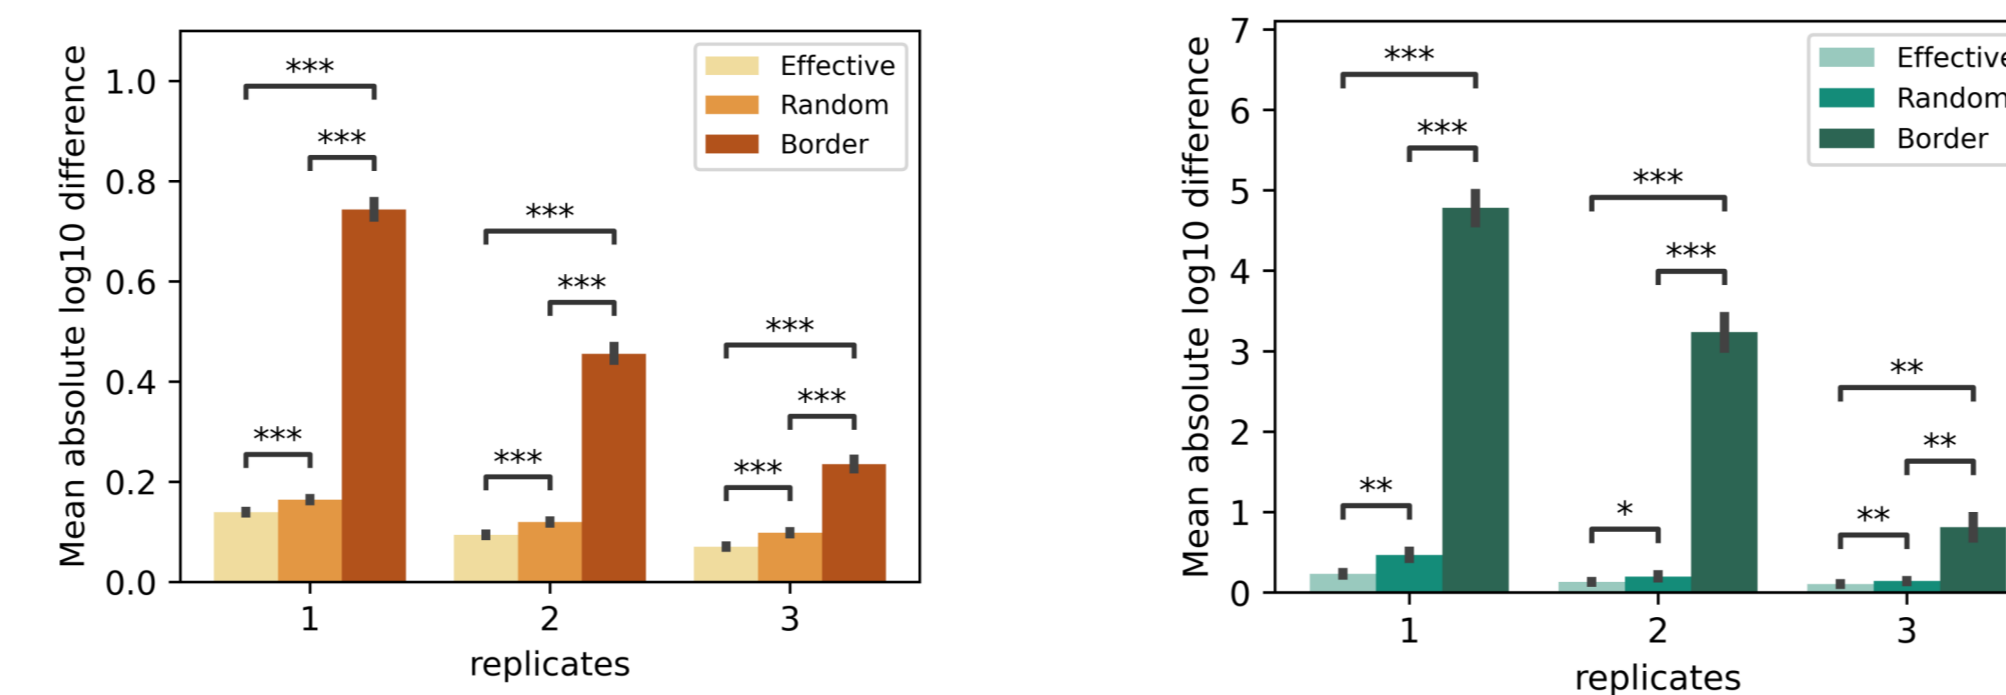 Mean absolute log10 difference
1.0
0.8
0.6
0.4
0.2
0.0
***
***
***
***
***
***
***
***
***
Effective
Random
Border
1 2 3
replicates
Mean absolute log10 difference
7
6
5
4
3
2
1
0
***
***
**
***
***
*
**
**
**
Effective
Random
Border
1 2 3
replicates